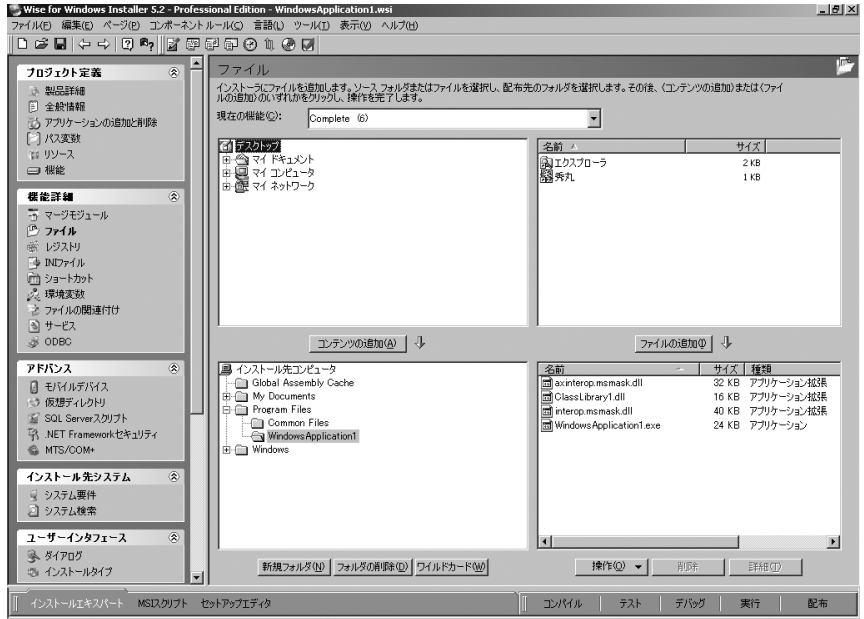 Wise for Windows Installer 5.2 - Professional Edition - WindowsApplication1.wsi
ファイル(F) 編集(E) ページ(P) コンポーネントルール(C) 言語(L) ツール(T) 表示(V) ヘルプ(H)
プロジェクト定義
製品詳細
全般情報
アプリケーションの追加と削除
パス変数
リソース
機能
機能詳細
マージモジュール
ファイル
レジストリ
INIファイル
ショートカット
環境変数
ファイルの関連付け
サービス
ODBC
アドバンス
モバイルデバイス
仮想ディレクトリ
SQL Serverスクリプト
.NET Frameworkセキュリティ
MTS/COM+
インストール先システム
システム要件
システム検索
ユーザーインタフェース
ダイアログ
インストールタイプ
ファイル
インストーラにファイルを追加します。ソース フォルダまたはファイルを選択し、配布先のフォルダを選択します。その後、〈コンテンツの追加〉または〈ファイ
ルの追加〉のいずれかをクリックし、操作を完了します。
現在の機能(C): Complete (6)
デスクトップ
マイ ドキュメント
マイ コンピュータ
マイ ネットワーク
名前 サイズ
エクスプローラ 2 KB
秀丸 1 KB
コンテンツの追加(A) ファイルの追加(I)
インストール先コンピュータ
Global Assembly Cache
My Documents
Program Files
Common Files
WindowsApplication1
Windows
名前 サイズ 種類
axinterop.msmask.dll 32 KB アプリケーション拡張
ClassLibrary1.dll 16 KB アプリケーション拡張
interop.msmask.dll 40 KB アプリケーション拡張
WindowsApplication1.exe 24 KB アプリケーション
新規フォルダ(N) フォルダの削除(D) ワイルドカード(W) 操作(O) 削除 詳細(T)
インストールエキスパート MSIスクリプト セットアップエディタ コンパイル テスト デバッグ 実行 配布